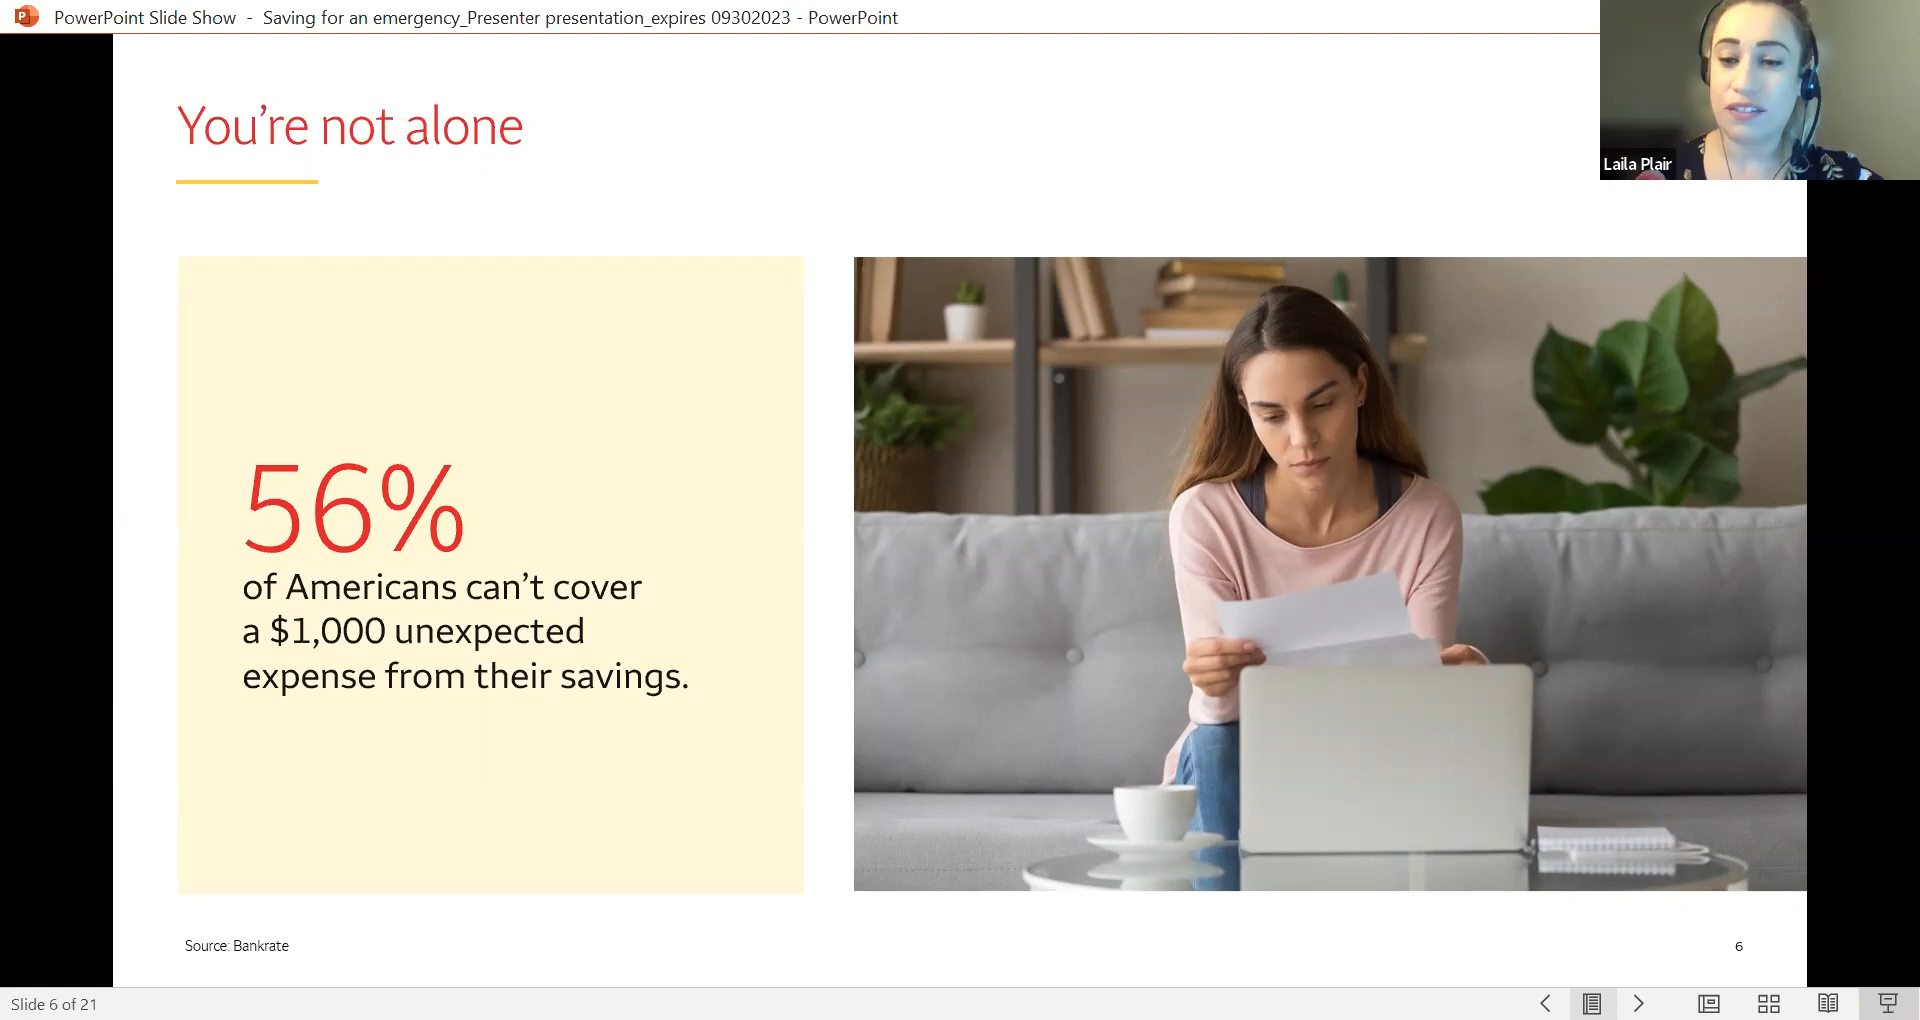 PowerPoint Slide Show - Saving for an emergency_Presenter presentation_expires 09302023 - PowerPoint
Laila Plair
You’re not alone
56%
of Americans can’t cover
a $1,000 unexpected
expense from their savings.
Source: Bankrate
6
Slide 6 of 21